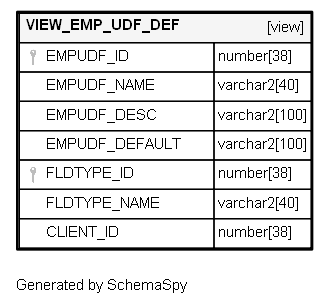 VIEW_EMP_UDF_DEF [view]
EMPUDF_ID number[38]
EMPUDF_NAME varchar2[40]
EMPUDF_DESC varchar2[100]
EMPUDF_DEFAULT varchar2[100]
FLDTYPE_ID number[38]
FLDTYPE_NAME varchar2[40]
CLIENT_ID number[38]
Generated by SchemaSpy